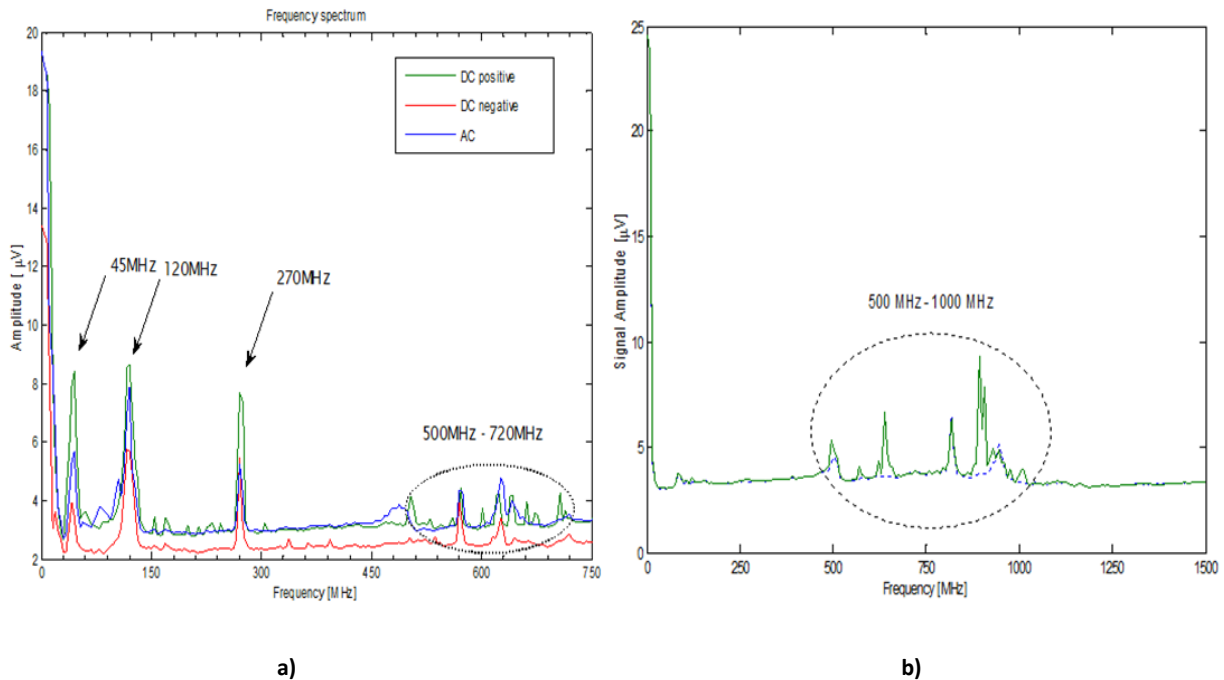 Frequency spectrum
20
18
16
14
12
10
8
6
4
2
Amplitude [ μV]
DC positive
DC negative
AC
45MHz
120MHz
270MHz
500MHz - 720MHz
0 150 300 450 600 750
Frequency [MHz]
a)
25
20
15
10
5
0
Signal Amplitude [μV]
500 MHz - 1000 MHz
0 250 500 750 1000 1250 1500
Frequency [MHz]
b)